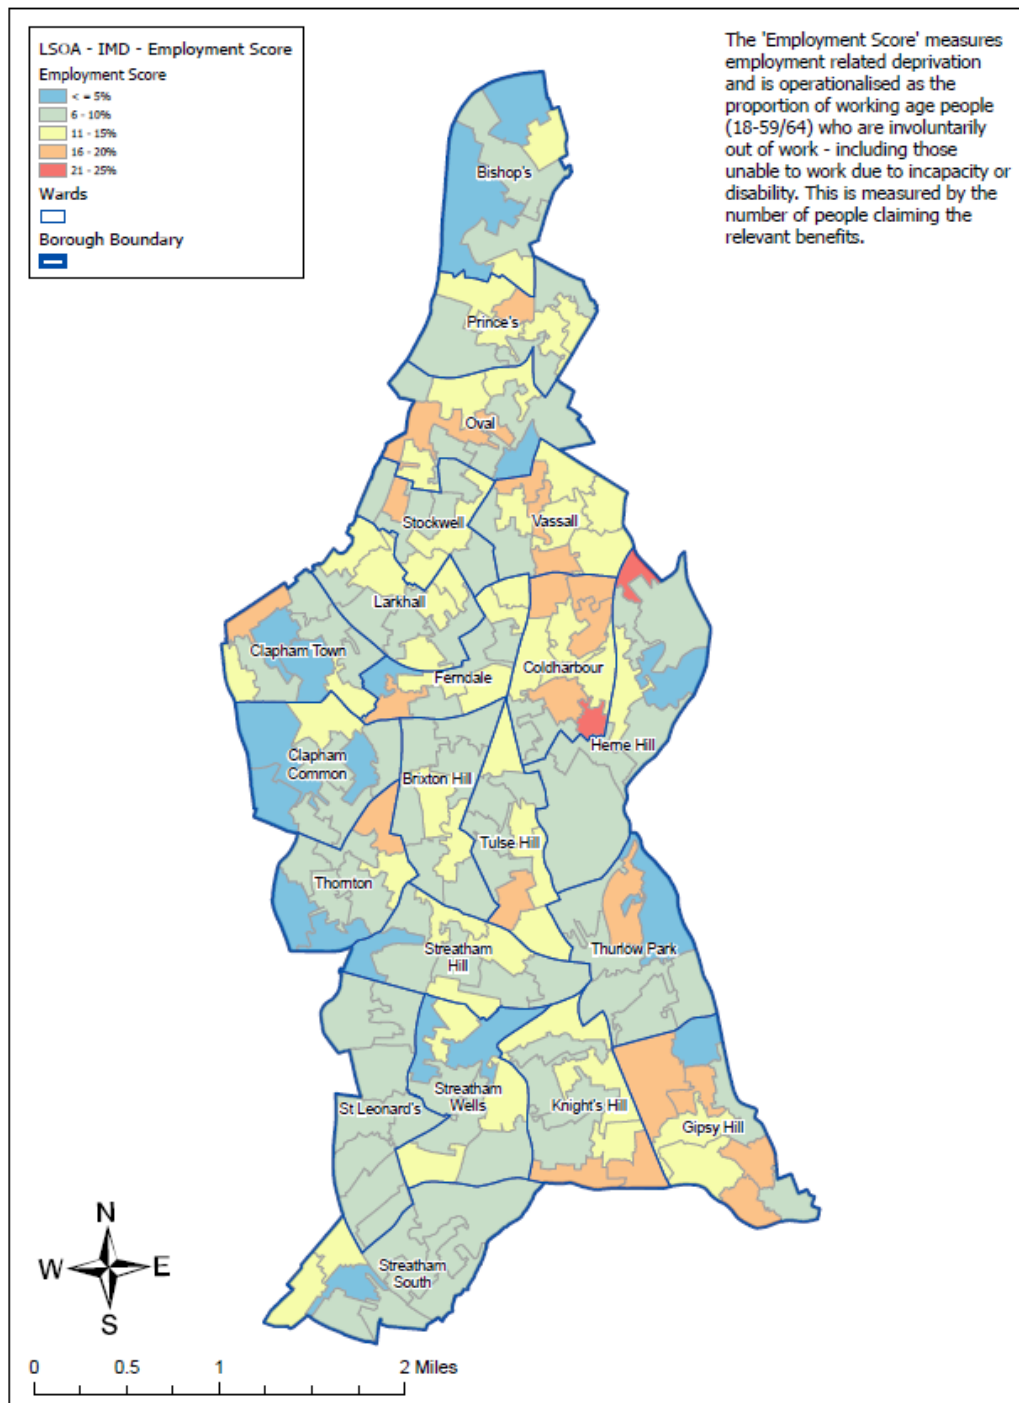 LSOA - IMD - Employment Score
Employment Score
< = 5%
6 - 10%
11 - 15%
16 - 20%
21 - 25%
Wards
Borough Boundary
The 'Employment Score' measures
employment related deprivation
and is operationalised as the
proportion of working age people
(18-59/64) who are involuntarily
out of work - including those
unable to work due to incapacity or
disability. This is measured by the
number of people claiming the
relevant benefits.
Bishop's
Prince's
Oval
Stockwell
Vassall
Larkhall
Clapham Town
Ferndale
Coldharbour
Herne Hill
Clapham
Common
Brixton Hill
Tulse Hill
Thornton
Streatham
Hill
Thurlow Park
Streatham
Wells
St Leonard's
Knight's Hill
Gipsy Hill
Streatham
South
N
W E
S
0 0.5 1 2 Miles